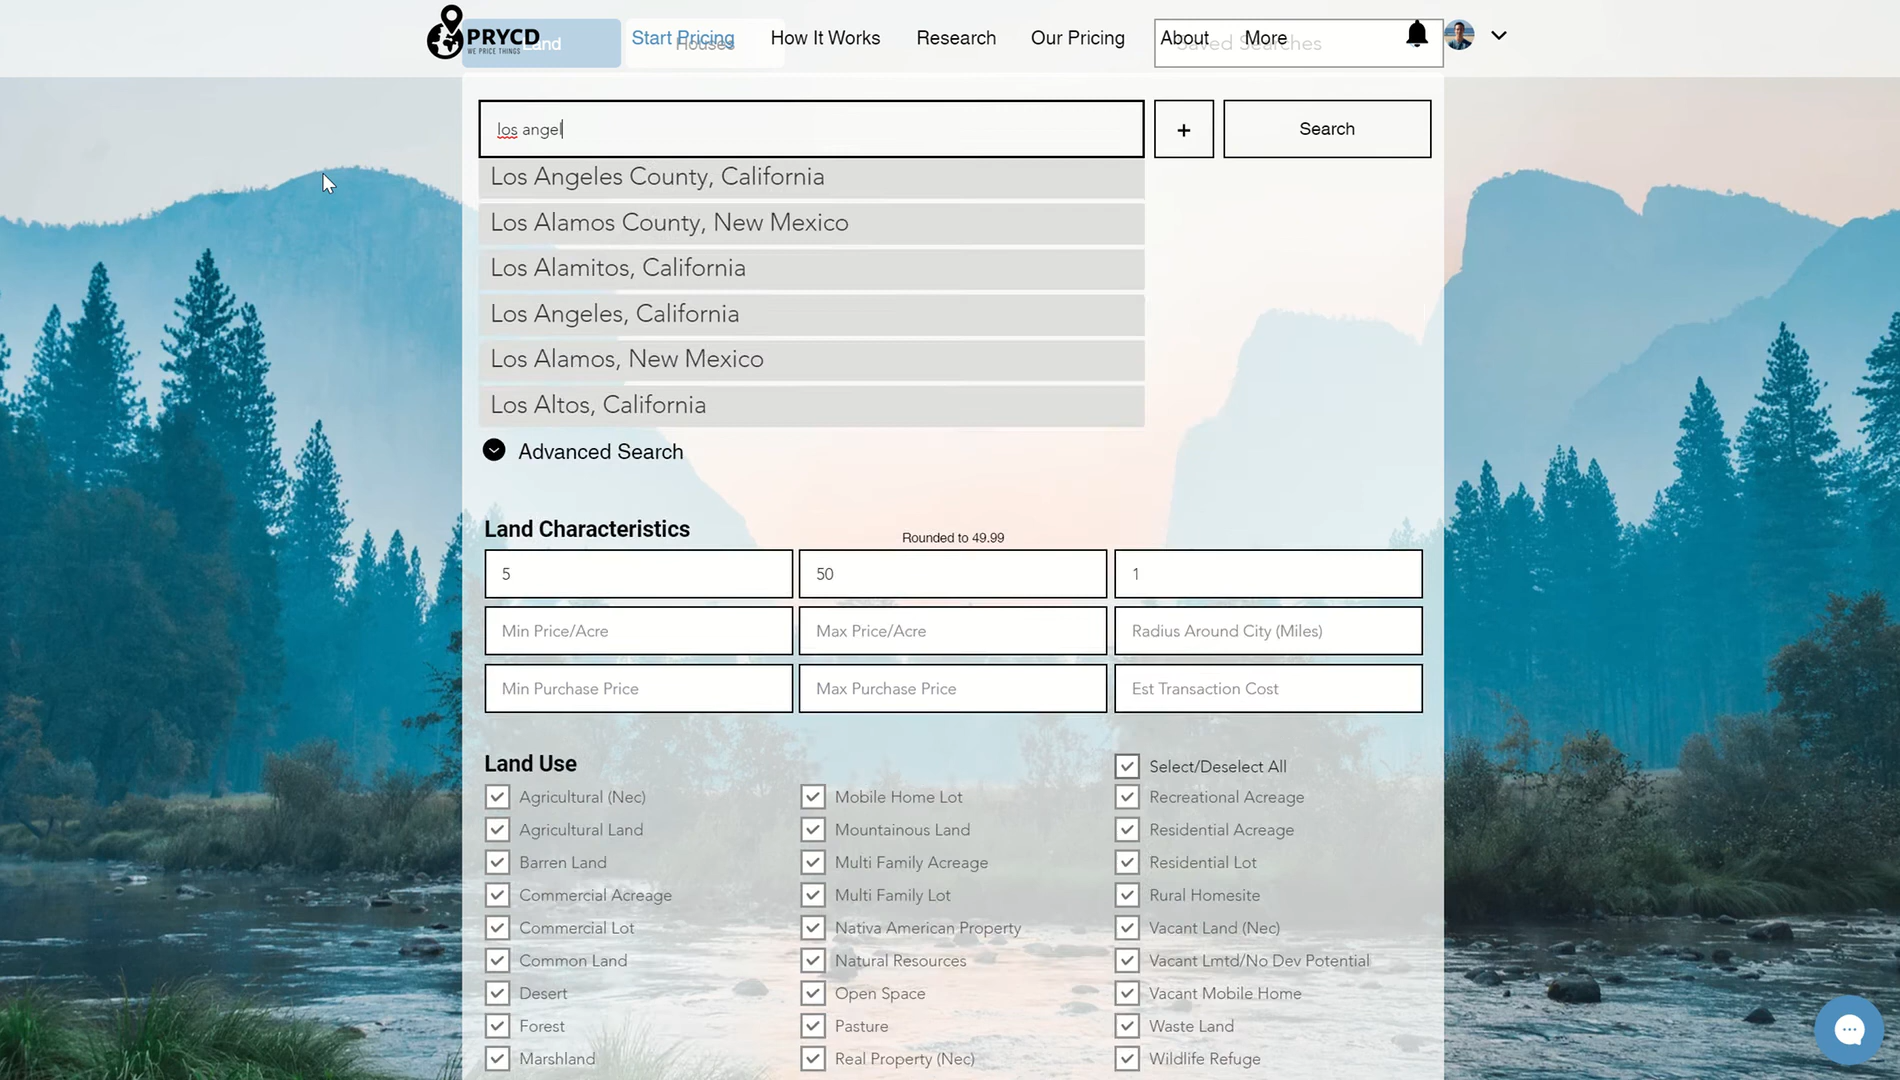 PRYCD
WE PRICE THINGS
Land
Start Pricing
Houses
How It Works
Research
Our Pricing
About
More
Saved Searches
los angel
+
Search
Los Angeles County, California
Los Alamos County, New Mexico
Los Alamitos, California
Los Angeles, California
Los Alamos, New Mexico
Los Altos, California
Advanced Search
Land Characteristics
Rounded to 49.99
5
50
1
Min Price/Acre
Max Price/Acre
Radius Around City (Miles)
Min Purchase Price
Max Purchase Price
Est Transaction Cost
Land Use
Select/Deselect All
Agricultural (Nec)
Mobile Home Lot
Recreational Acreage
Agricultural Land
Mountainous Land
Residential Acreage
Barren Land
Multi Family Acreage
Residential Lot
Commercial Acreage
Multi Family Lot
Rural Homesite
Commercial Lot
Nativa American Property
Vacant Land (Nec)
Common Land
Natural Resources
Vacant Lmtd/No Dev Potential
Desert
Open Space
Vacant Mobile Home
Forest
Pasture
Waste Land
Marshland
Real Property (Nec)
Wildlife Refuge